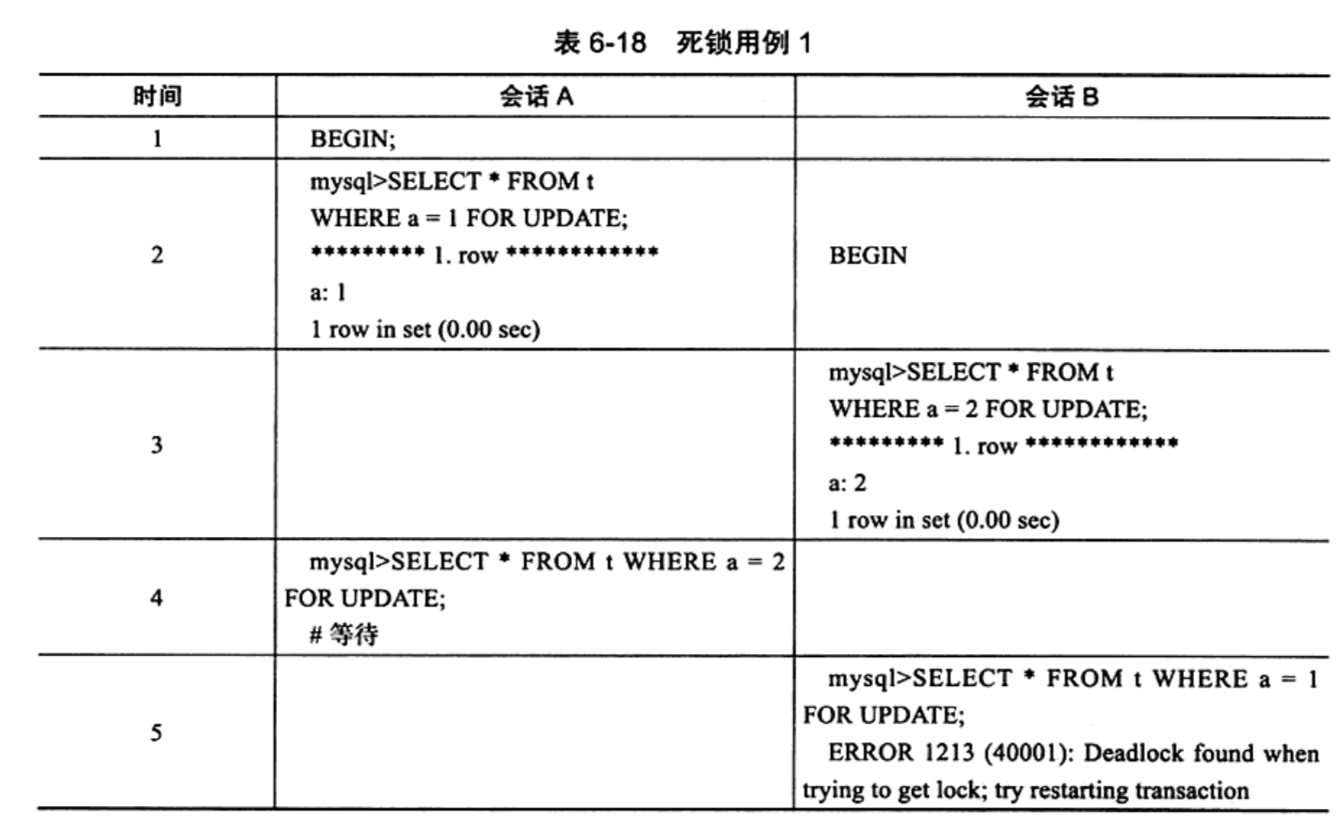 表 6-18 死锁用例 1
时间 会话 A 会话 B
1 BEGIN;
mysql>SELECT * FROM t
WHERE a = 1 FOR UPDATE;
2 ********* 1. row ************ BEGIN
a: 1
1 row in set (0.00 sec)
mysql>SELECT * FROM t
WHERE a = 2 FOR UPDATE;
3 ********* 1. row ************
a: 2
1 row in set (0.00 sec)
mysql>SELECT * FROM t WHERE a = 2
4 FOR UPDATE;
# 等待
mysql>SELECT * FROM t WHERE a = 1
5 FOR UPDATE;
ERROR 1213 (40001): Deadlock found when
trying to get lock; try restarting transaction